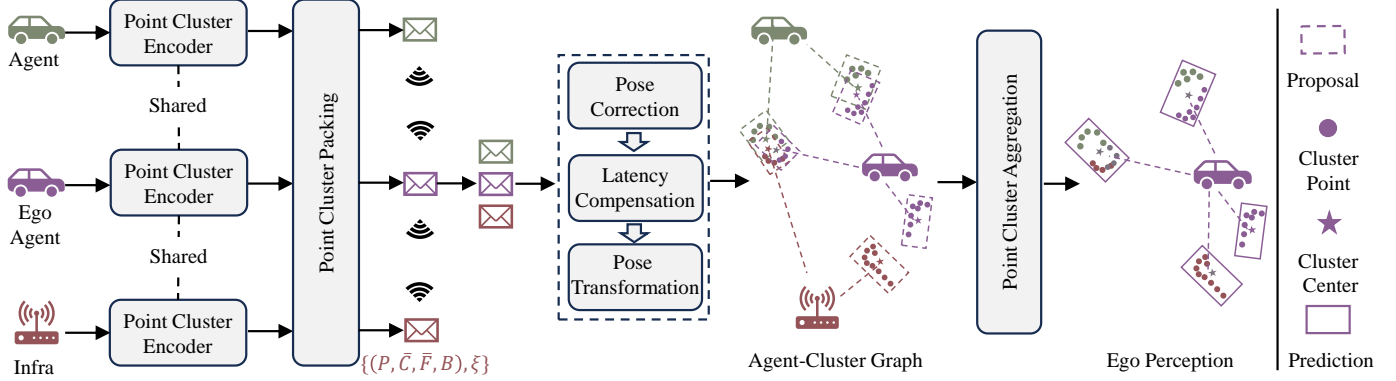 Agent
Point Cluster
Encoder
Shared
Ego
Agent
Point Cluster
Encoder
Shared
Infra
Point Cluster
Encoder
Point Cluster Packing
{(P, C̄, F̄, B), ξ}
Pose
Correction
Latency
Compensation
Pose
Transformation
Agent-Cluster Graph
Point Cluster Aggregation
Ego Perception
Proposal
Cluster
Point
Cluster
Center
Prediction